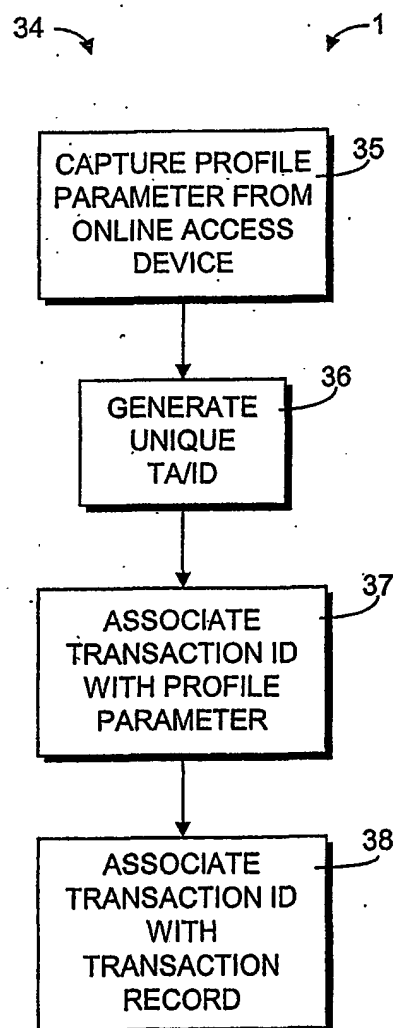 34
1
35
CAPTURE PROFILE
PARAMETER FROM
ONLINE ACCESS
DEVICE
36
GENERATE
UNIQUE
TA/ID
37
ASSOCIATE
TRANSACTION ID
WITH PROFILE
PARAMETER
38
ASSOCIATE
TRANSACTION ID
WITH
TRANSACTION
RECORD